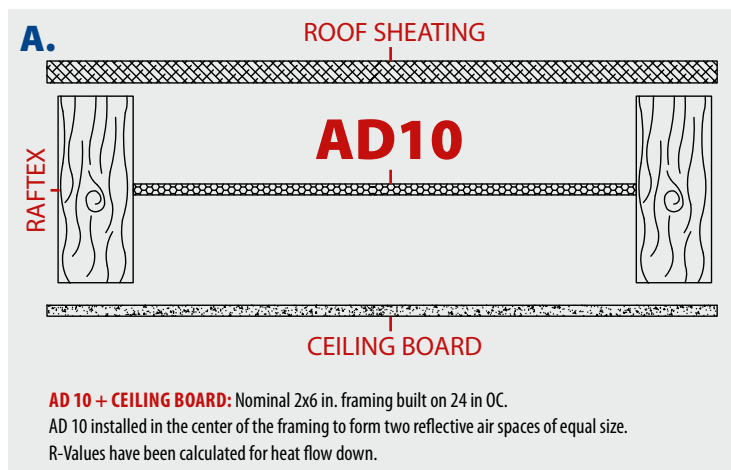 A.
ROOF SHEATING
AD10
RAFTEX
CEILING BOARD
AD 10 + CEILING BOARD: Nominal 2x6 in. framing built on 24 in OC.
AD 10 installed in the center of the framing to form two reflective air spaces of equal size.
R-Values have been calculated for heat flow down.